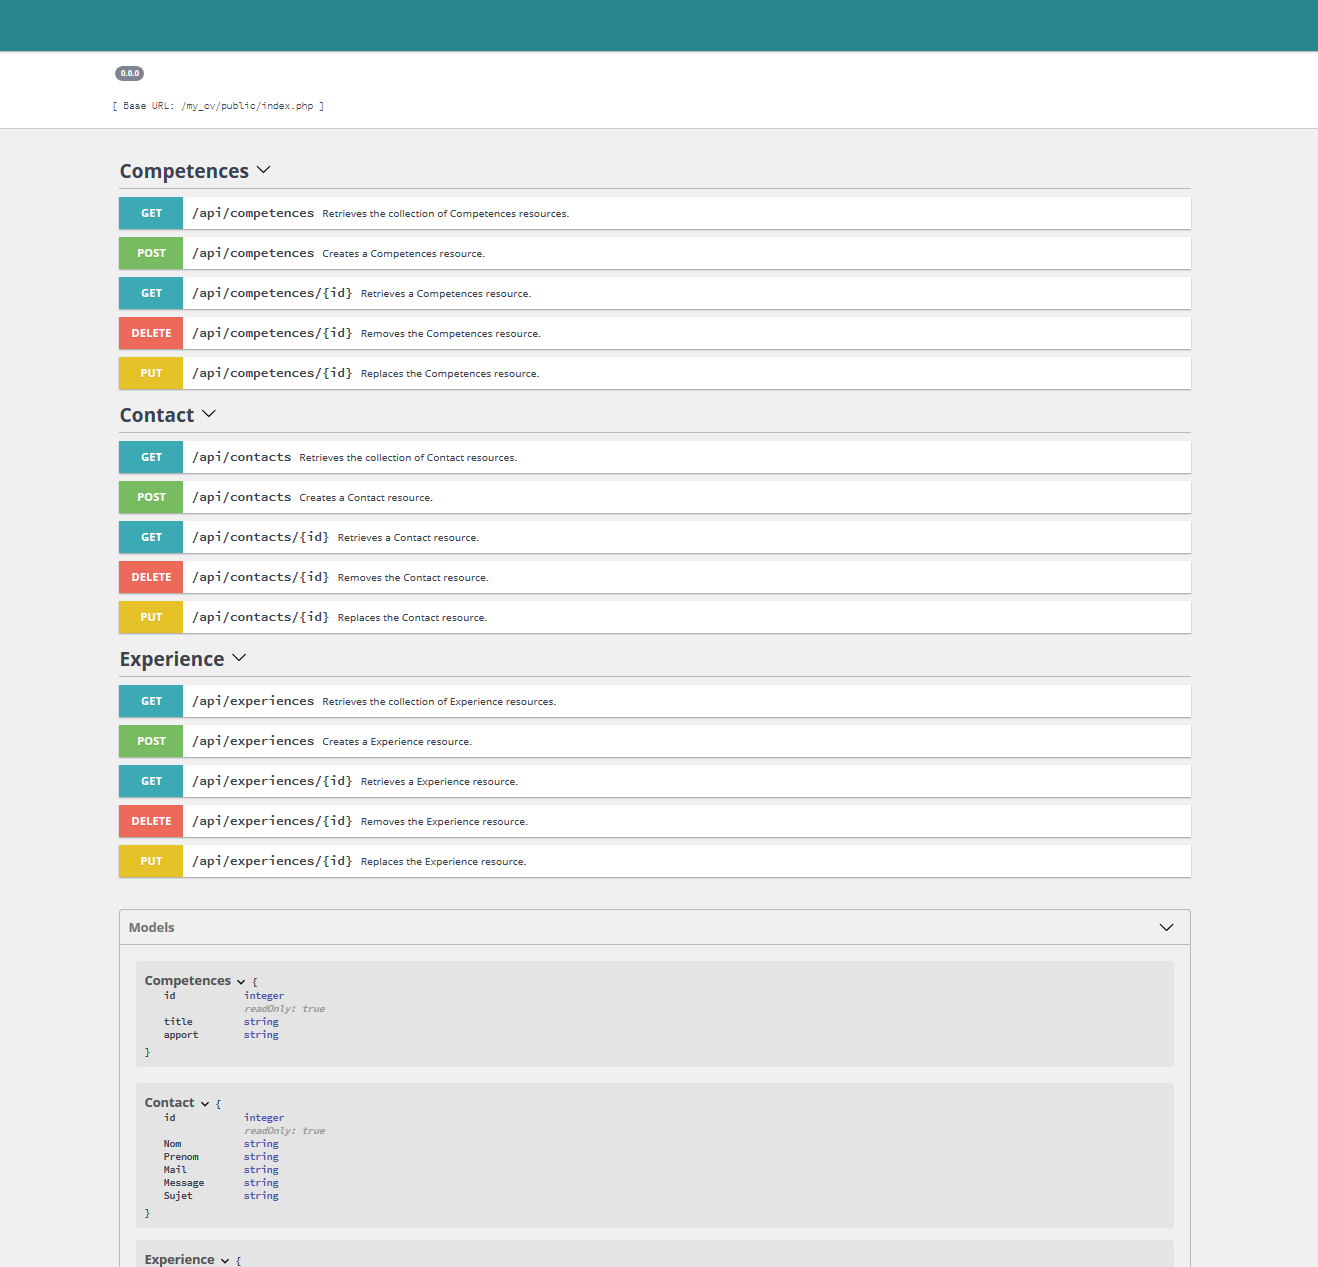 0.0.0
[ Base URL: /my_cv/public/index.php ]
Competences
GET /api/competences Retrieves the collection of Competences resources.
POST /api/competences Creates a Competences resource.
GET /api/competences/{id} Retrieves a Competences resource.
DELETE /api/competences/{id} Removes the Competences resource.
PUT /api/competences/{id} Replaces the Competences resource.
Contact
GET /api/contacts Retrieves the collection of Contact resources.
POST /api/contacts Creates a Contact resource.
GET /api/contacts/{id} Retrieves a Contact resource.
DELETE /api/contacts/{id} Removes the Contact resource.
PUT /api/contacts/{id} Replaces the Contact resource.
Experience
GET /api/experiences Retrieves the collection of Experience resources.
POST /api/experiences Creates a Experience resource.
GET /api/experiences/{id} Retrieves a Experience resource.
DELETE /api/experiences/{id} Removes the Experience resource.
PUT /api/experiences/{id} Replaces the Experience resource.
Models
Competences {
id integer
readOnly: true
title string
apport string
}
Contact {
id integer
readOnly: true
Nom string
Prenom string
Mail string
Message string
Sujet string
}
Experience {